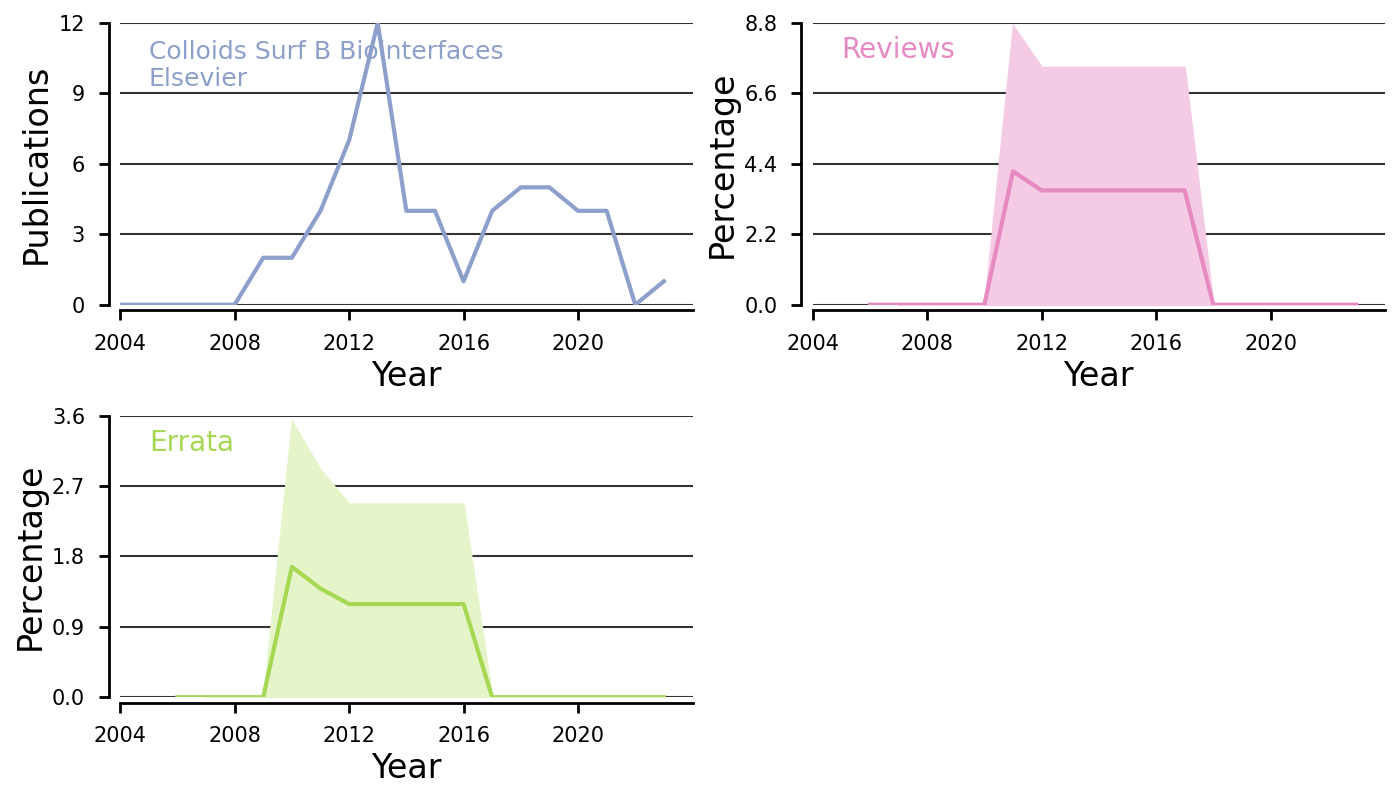 12
Colloids Surf B Biointerfaces
Elsevier
9
6
3
0
Publications
2004 2008 2012 2016 2020
Year
8.8
Reviews
6.6
4.4
2.2
0.0
Percentage
2004 2008 2012 2016 2020
Year
3.6
Errata
2.7
1.8
0.9
0.0
Percentage
2004 2008 2012 2016 2020
Year